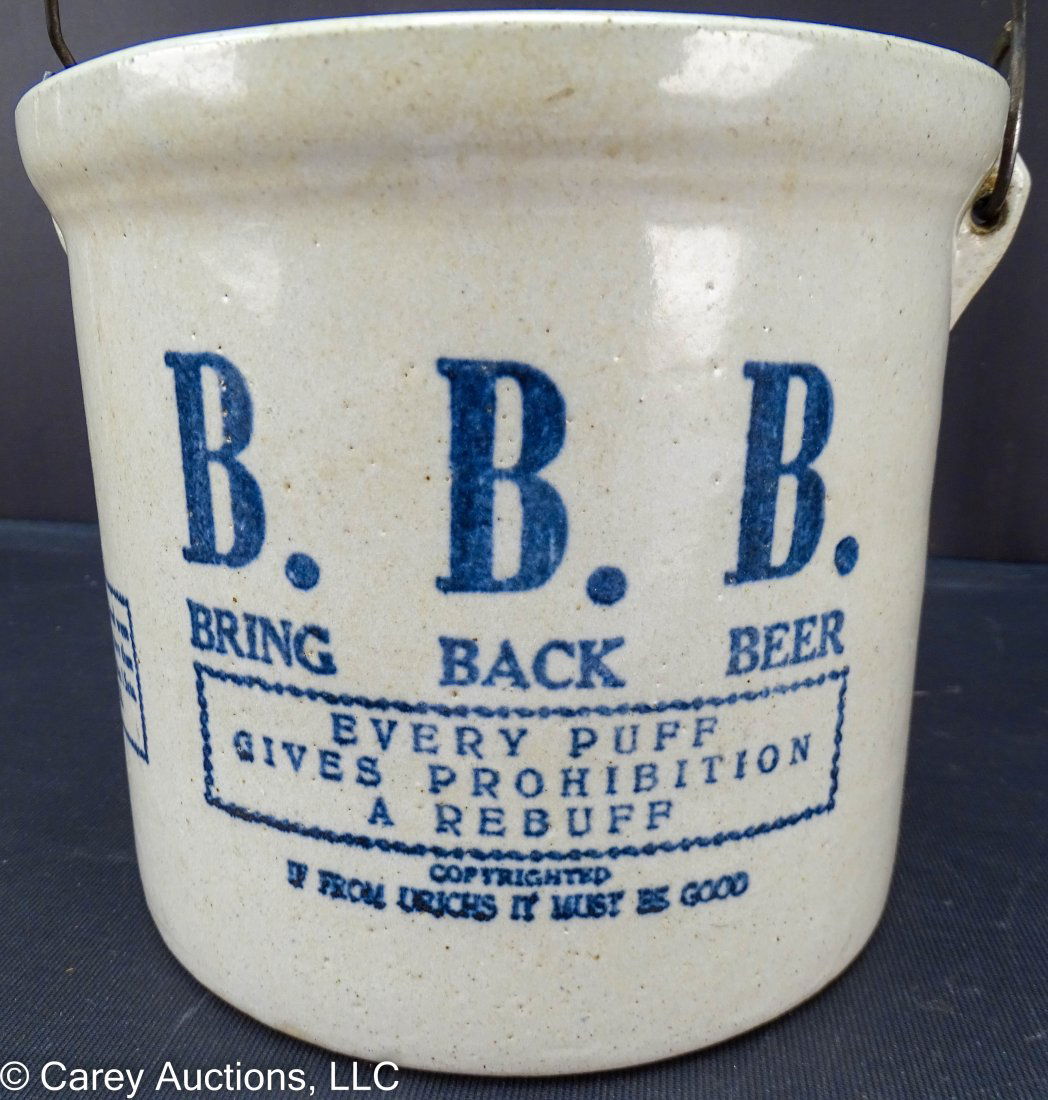 B. B. B.
BRING BACK BEER
EVERY PUFF
GIVES PROHIBITION
A REBUFF
COPYRIGHTED
IF FROM URICHS IT MUST BE GOOD
© Carey Auctions, LLC